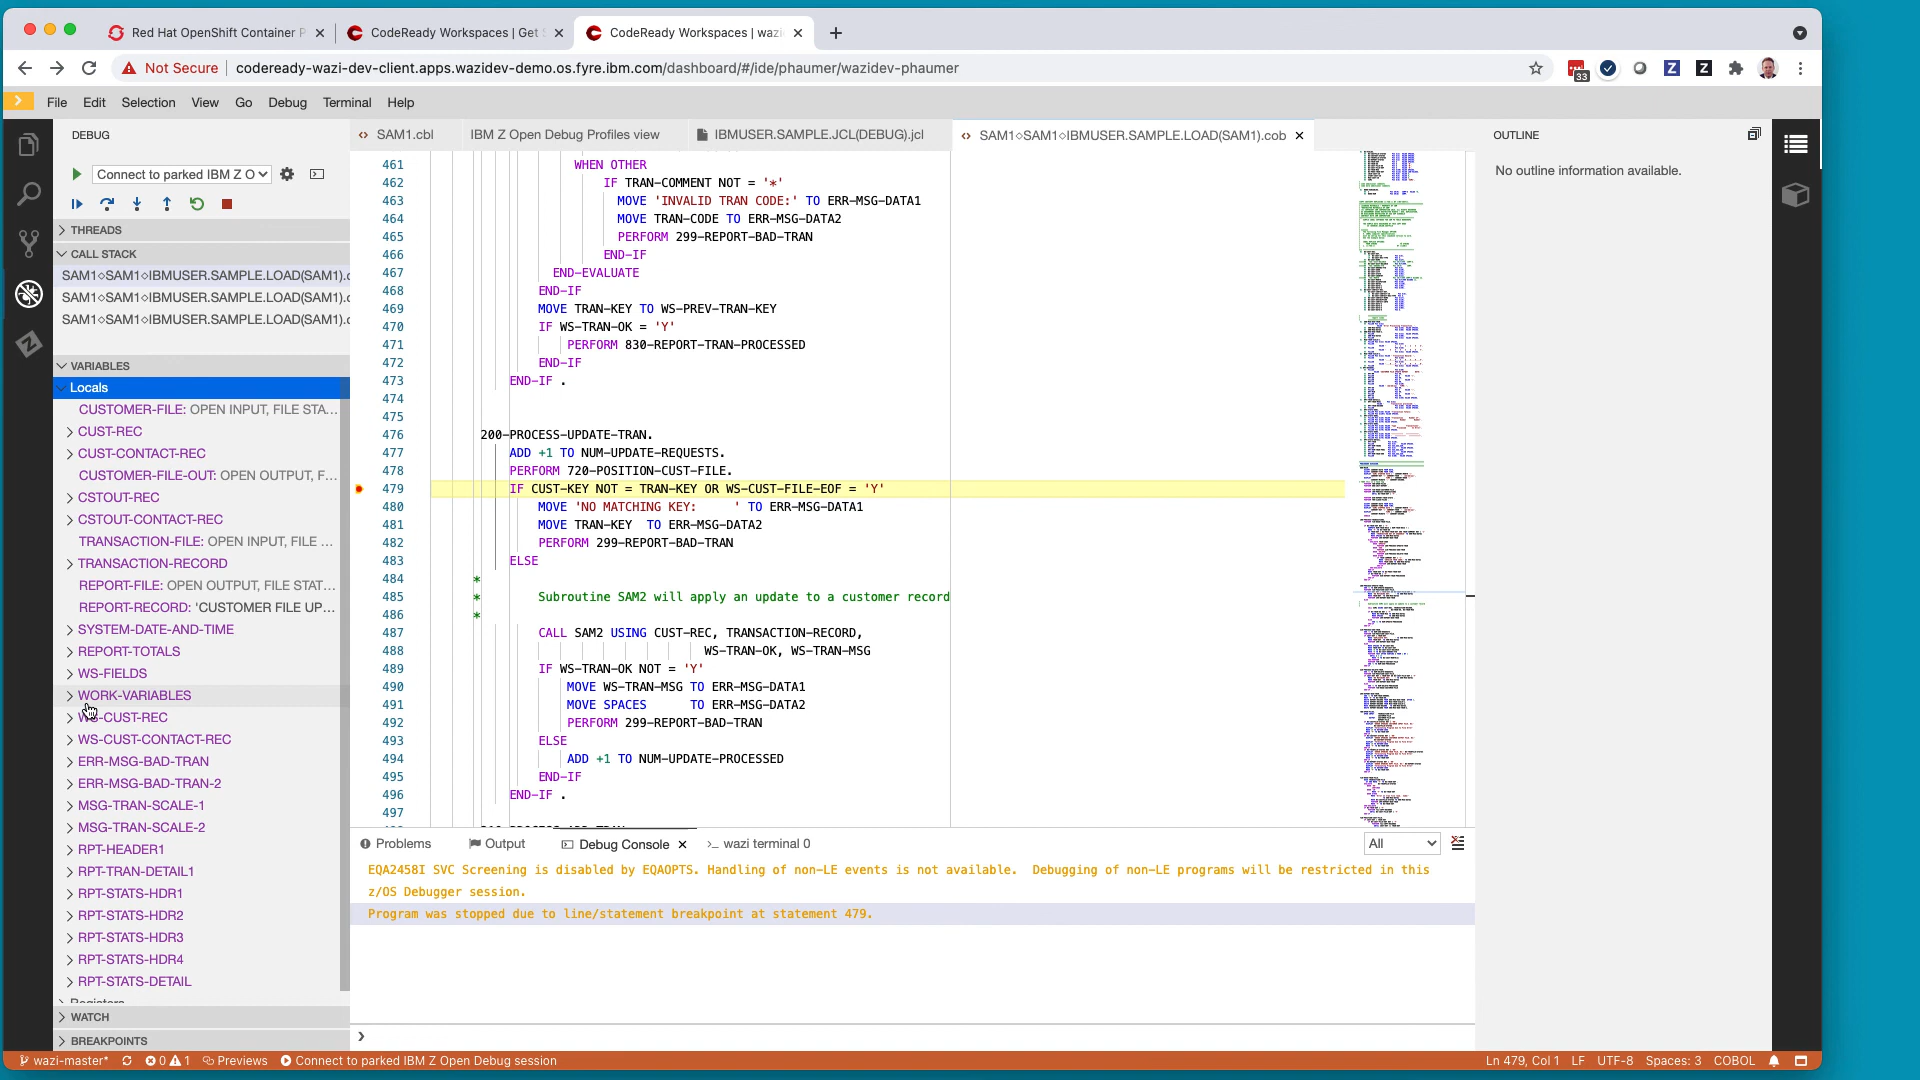 Red Hat OpenShift Container P
CodeReady Workspaces | Get S
CodeReady Workspaces | wazi
Not Secure
codeready-wazi-dev-client.apps.wazidev-demo.os.fyre.ibm.com/dashboard/#/ide/phaumer/wazidev-phaumer
33
Z
Z
File Edit Selection View Go Debug Terminal Help
DEBUG
Connect to parked IBM Z O
THREADS
CALL STACK
SAM1⋄SAM1⋄IBMUSER.SAMPLE.LOAD(SAM1).c
SAM1⋄SAM1⋄IBMUSER.SAMPLE.LOAD(SAM1).c
SAM1⋄SAM1⋄IBMUSER.SAMPLE.LOAD(SAM1).c
VARIABLES
Locals
CUSTOMER-FILE: OPEN INPUT, FILE STA...
CUST-REC
CUST-CONTACT-REC
CUSTOMER-FILE-OUT: OPEN OUTPUT, F...
CSTOUT-REC
CSTOUT-CONTACT-REC
TRANSACTION-FILE: OPEN INPUT, FILE ...
TRANSACTION-RECORD
REPORT-FILE: OPEN OUTPUT, FILE STAT...
REPORT-RECORD: 'CUSTOMER FILE UP...
SYSTEM-DATE-AND-TIME
REPORT-TOTALS
WS-FIELDS
WORK-VARIABLES
WS-CUST-REC
WS-CUST-CONTACT-REC
ERR-MSG-BAD-TRAN
ERR-MSG-BAD-TRAN-2
MSG-TRAN-SCALE-1
MSG-TRAN-SCALE-2
RPT-HEADER1
RPT-TRAN-DETAIL1
RPT-STATS-HDR1
RPT-STATS-HDR2
RPT-STATS-HDR3
RPT-STATS-HDR4
RPT-STATS-DETAIL
Registers
WATCH
BREAKPOINTS
SAM1.cbl
IBM Z Open Debug Profiles view
IBMUSER.SAMPLE.JCL(DEBUG).jcl
SAM1⋄SAM1⋄IBMUSER.SAMPLE.LOAD(SAM1).cob
461 WHEN OTHER
462 IF TRAN-COMMENT NOT = '*'
463 MOVE 'INVALID TRAN CODE:' TO ERR-MSG-DATA1
464 MOVE TRAN-CODE TO ERR-MSG-DATA2
465 PERFORM 299-REPORT-BAD-TRAN
466 END-IF
467 END-EVALUATE
468 END-IF
469 MOVE TRAN-KEY TO WS-PREV-TRAN-KEY
470 IF WS-TRAN-OK = 'Y'
471 PERFORM 830-REPORT-TRAN-PROCESSED
472 END-IF
473 END-IF .
474
475
476 200-PROCESS-UPDATE-TRAN.
477 ADD +1 TO NUM-UPDATE-REQUESTS.
478 PERFORM 720-POSITION-CUST-FILE.
479 IF CUST-KEY NOT = TRAN-KEY OR WS-CUST-FILE-EOF = 'Y'
480 MOVE 'NO MATCHING KEY:     ' TO ERR-MSG-DATA1
481 MOVE TRAN-KEY  TO ERR-MSG-DATA2
482 PERFORM 299-REPORT-BAD-TRAN
483 ELSE
484 *
485 * Subroutine SAM2 will apply an update to a customer record
486 *
487 CALL SAM2 USING CUST-REC, TRANSACTION-RECORD,
488 WS-TRAN-OK, WS-TRAN-MSG
489 IF WS-TRAN-OK NOT = 'Y'
490 MOVE WS-TRAN-MSG TO ERR-MSG-DATA1
491 MOVE SPACES      TO ERR-MSG-DATA2
492 PERFORM 299-REPORT-BAD-TRAN
493 ELSE
494 ADD +1 TO NUM-UPDATE-PROCESSED
495 END-IF
496 END-IF .
497
OUTLINE
No outline information available.
Problems
Output
Debug Console
>_ wazi terminal 0
All
EQA2458I SVC Screening is disabled by EQAOPTS. Handling of non-LE events is not available.  Debugging of non-LE programs will be restricted in this
z/OS Debugger session.
Program was stopped due to line/statement breakpoint at statement 479.
wazi-master*
0
1
Previews
Connect to parked IBM Z Open Debug session
Ln 479, Col 1
LF
UTF-8
Spaces: 3
COBOL